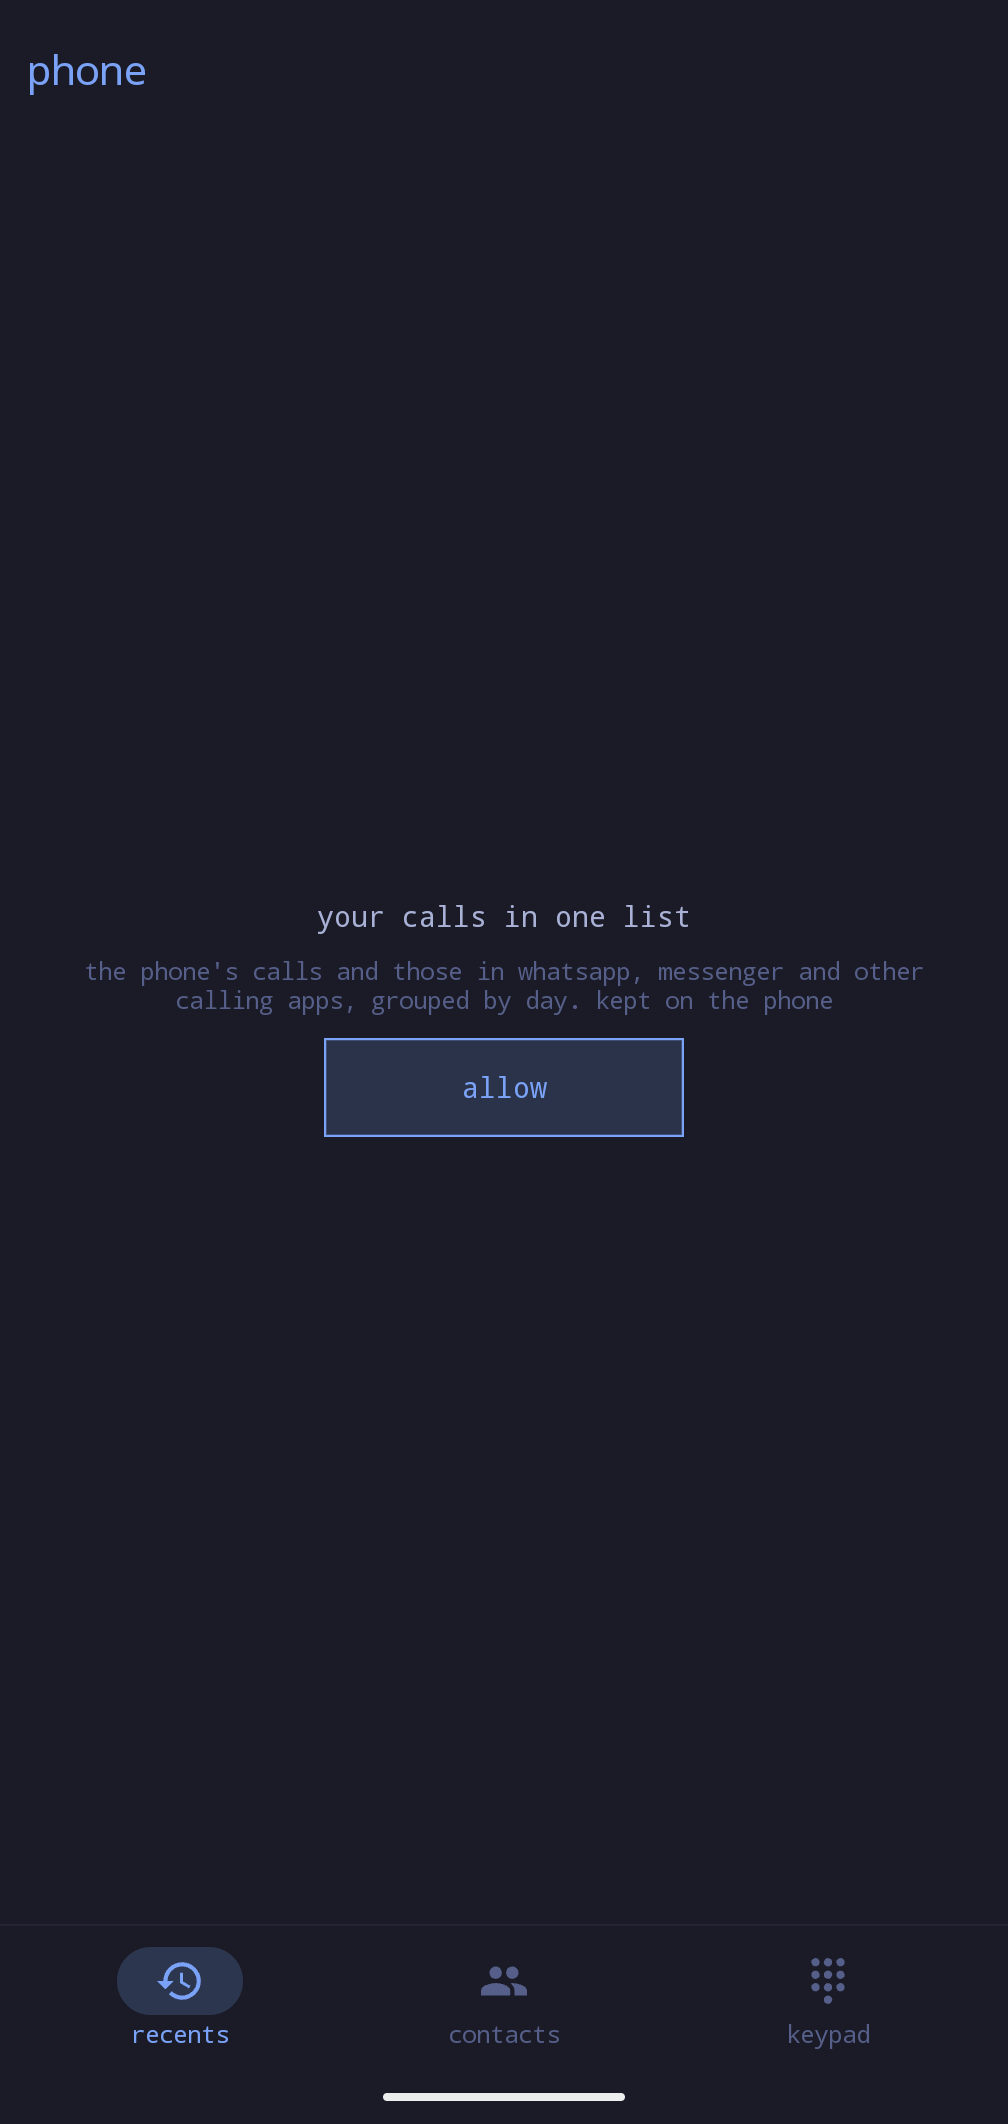 phone
your calls in one list
the phone's calls and those in whatsapp, messenger and other
calling apps, grouped by day. kept on the phone
allow
recents
contacts
keypad